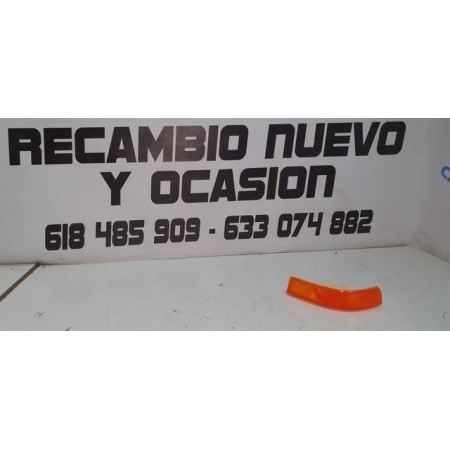 RECAMBIO NUEVO
Y OCASION
618 485 909 - 633 074 882